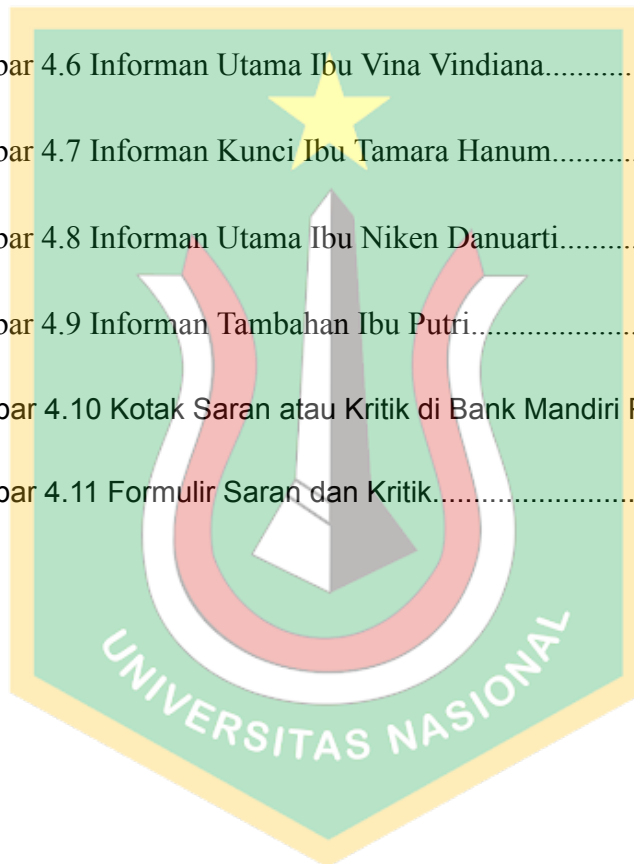 bar 4.6 Informan Utama Ibu Vina Vindiana............
bar 4.7 Informan Kunci Ibu Tamara Hanum...........
bar 4.8 Informan Utama Ibu Niken Danuarti..........
bar 4.9 Informan Tambahan Ibu Putri.....................
bar 4.10 Kotak Saran atau Kritik di Bank Mandiri
bar 4.11 Formulir Saran dan Kritik........................
UNIVERSITAS NASIONAL